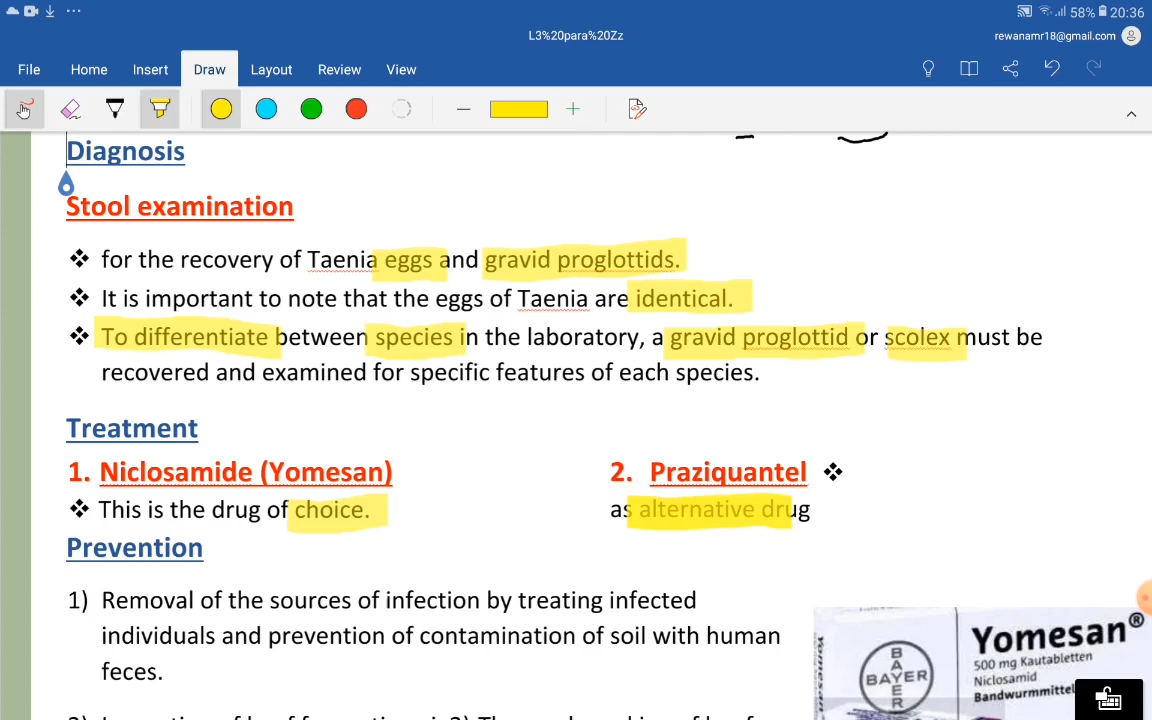 58% 20:36
L3%20para%20Zz
rewanamr18@gmail.com
File Home Insert Draw Layout Review View
Diagnosis
Stool examination
❖ for the recovery of Taenia eggs and gravid proglottids.
❖ It is important to note that the eggs of Taenia are identical.
❖ To differentiate between species in the laboratory, a gravid proglottid or scolex must be
recovered and examined for specific features of each species.
Treatment
1. Niclosamide (Yomesan)
❖ This is the drug of choice.
2. Praziquantel ❖
as alternative drug
Prevention
1) Removal of the sources of infection by treating infected
individuals and prevention of contamination of soil with human
feces.
Yomesan®
500 mg Kautabletten
Niclosamid
Bandwurmmittel
BAYER
BAYER